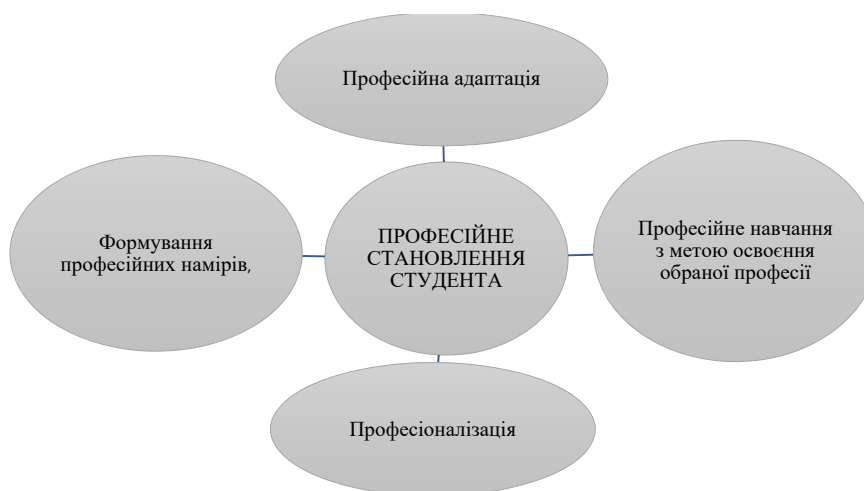 Професійна адаптація
Формування
професійних намірів,
ПРОФЕСІЙНЕ
СТАНОВЛЕННЯ
СТУДЕНТА
Професійне навчання
з метою освоєння
обраної професії
Професіоналізація